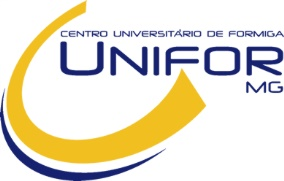 CENTRO UNIVERSITÁRIO DE FORMIGA
UNIFOR
MG